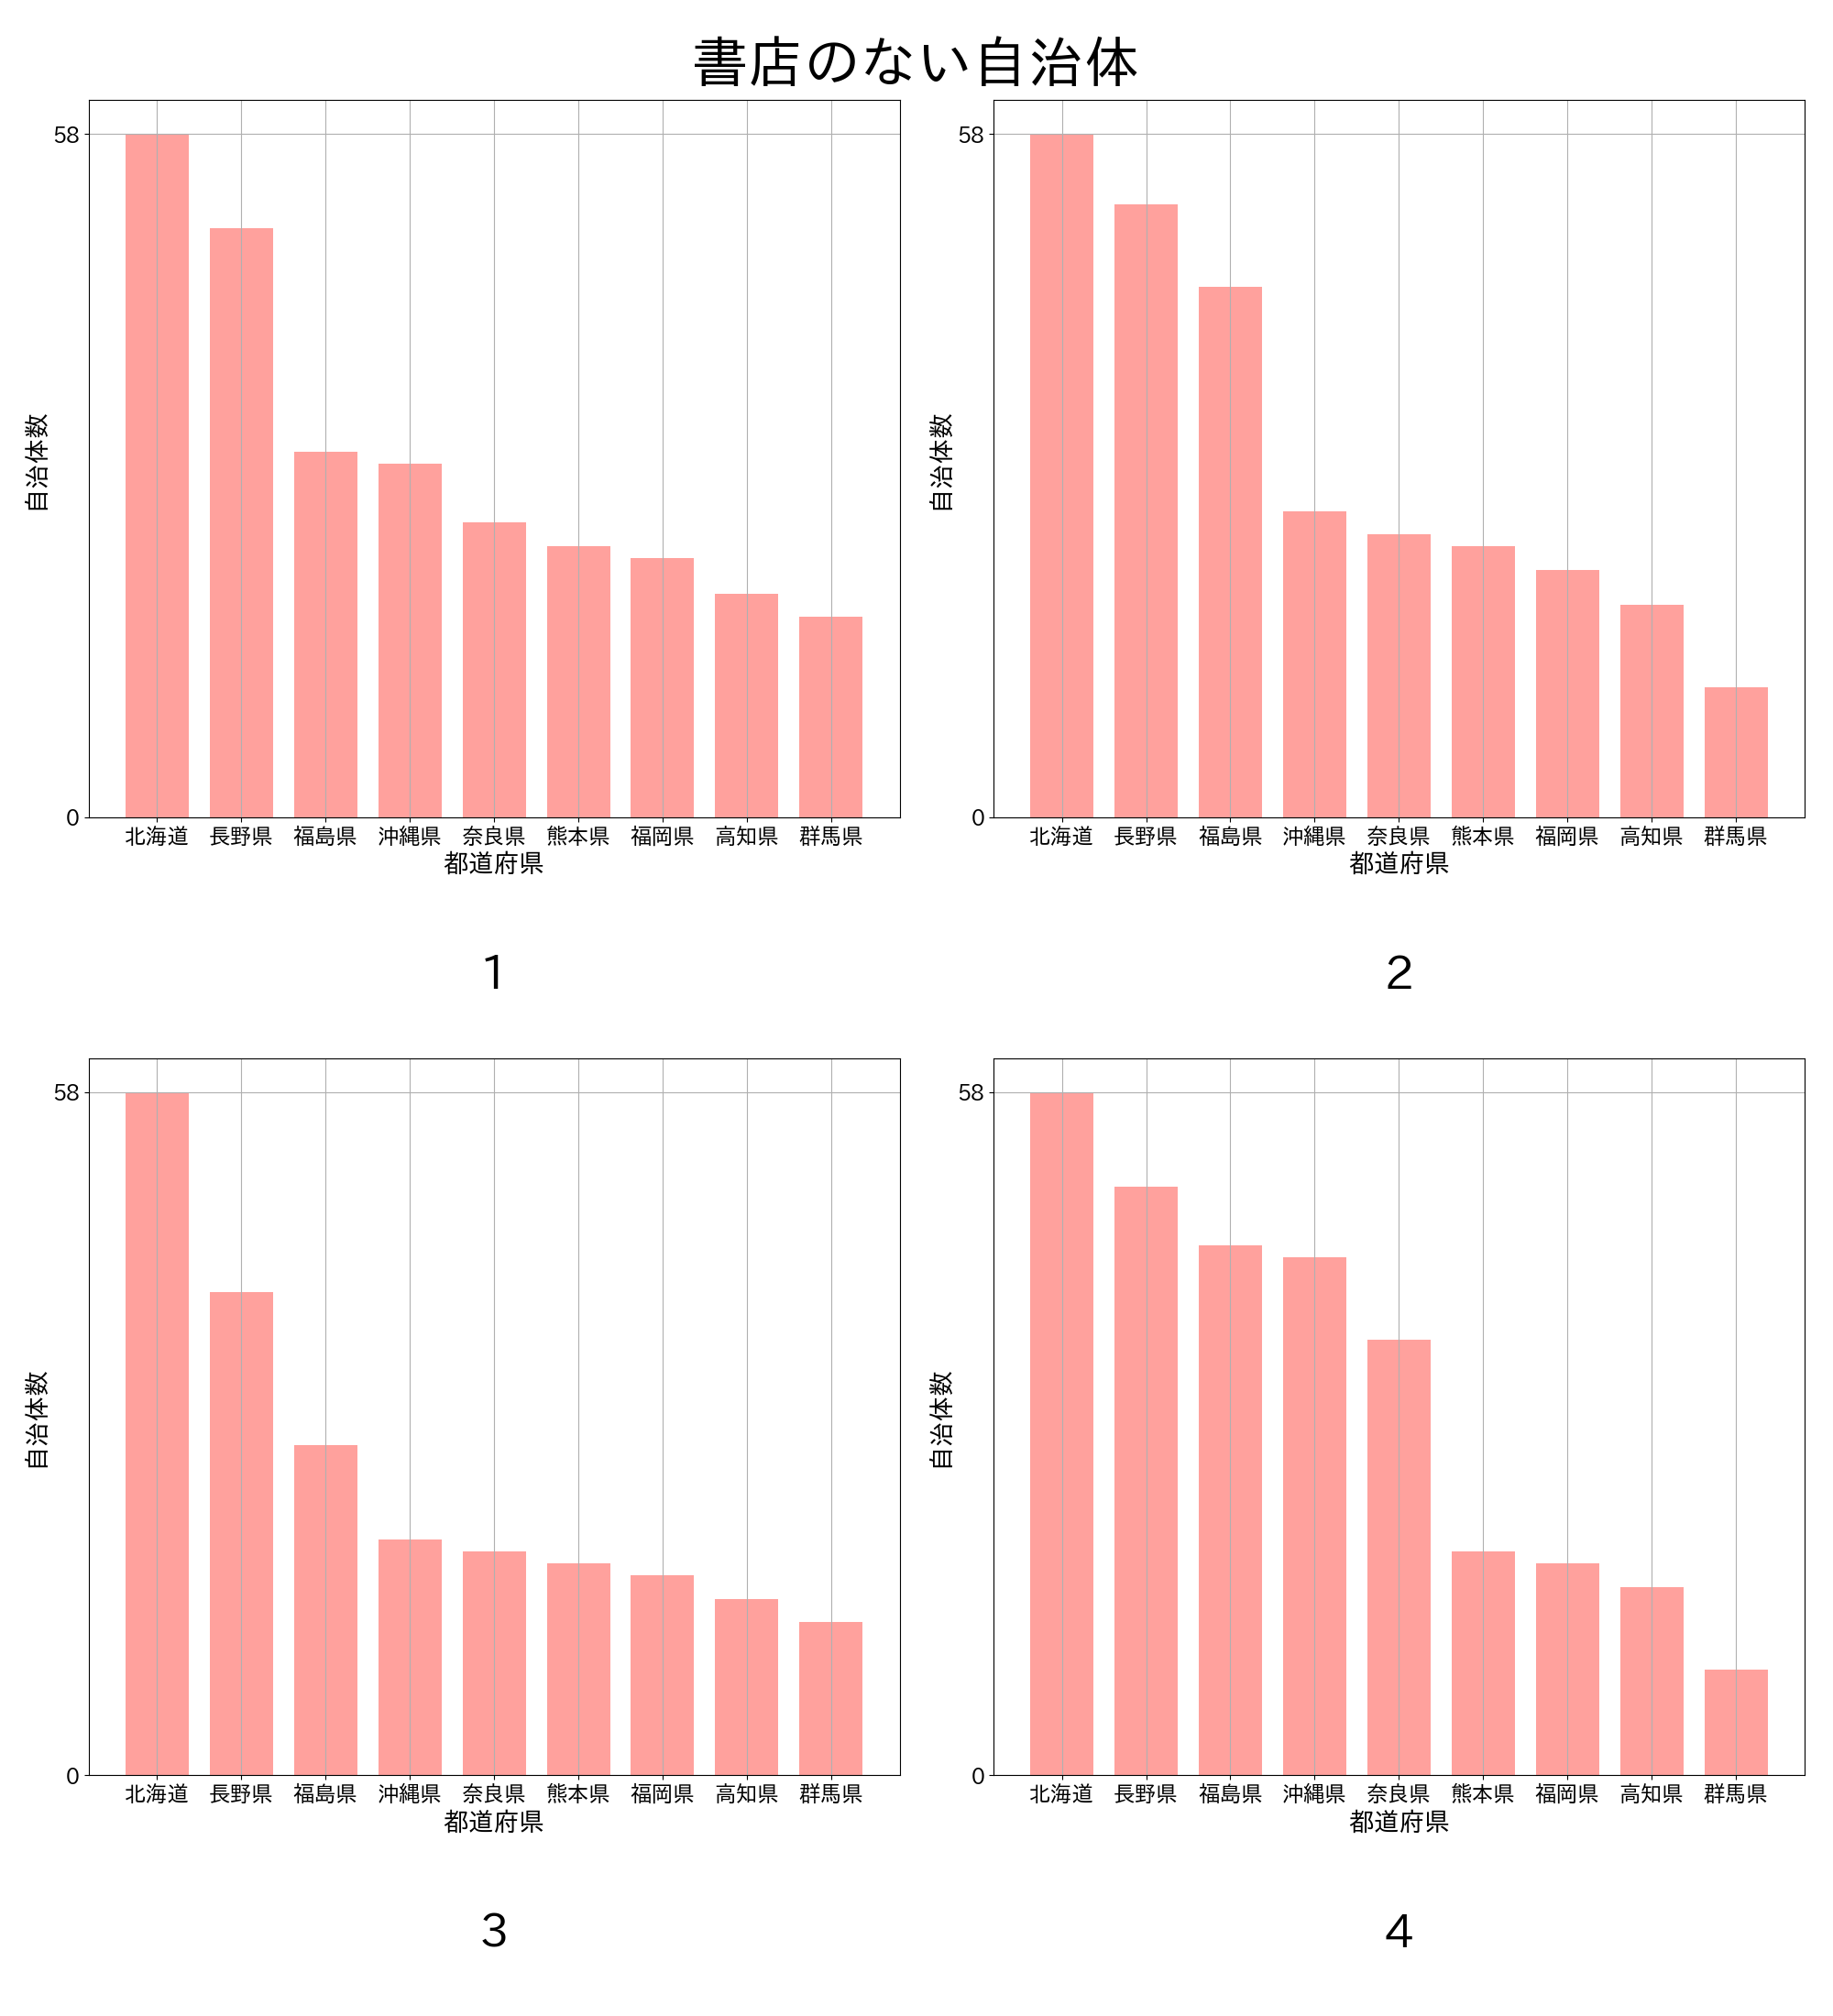 書店のない自治体
58
0
自治体数
北海道 長野県 福島県 沖縄県 奈良県 熊本県 福岡県 高知県 群馬県
都道府県
1
58
0
自治体数
北海道 長野県 福島県 沖縄県 奈良県 熊本県 福岡県 高知県 群馬県
都道府県
2
58
0
自治体数
北海道 長野県 福島県 沖縄県 奈良県 熊本県 福岡県 高知県 群馬県
都道府県
3
58
0
自治体数
北海道 長野県 福島県 沖縄県 奈良県 熊本県 福岡県 高知県 群馬県
都道府県
4